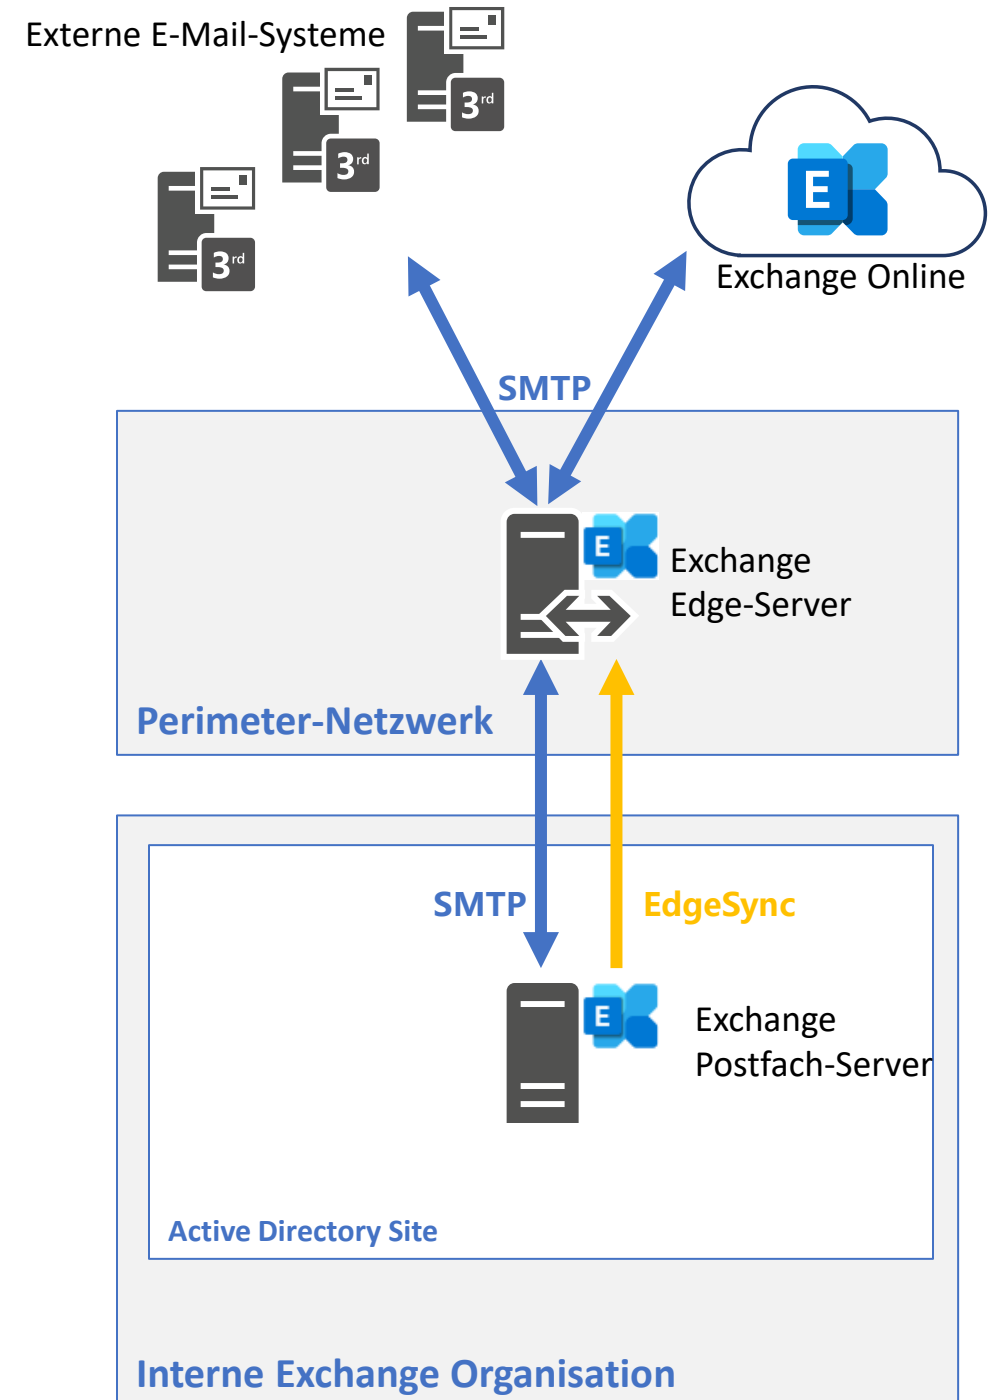 Externe E-Mail-Systeme
3rd
3rd
3rd
E
Exchange Online
SMTP
E
Exchange
Edge-Server
Perimeter-Netzwerk
SMTP
EdgeSync
E
Exchange
Postfach-Server
Active Directory Site
Interne Exchange Organisation